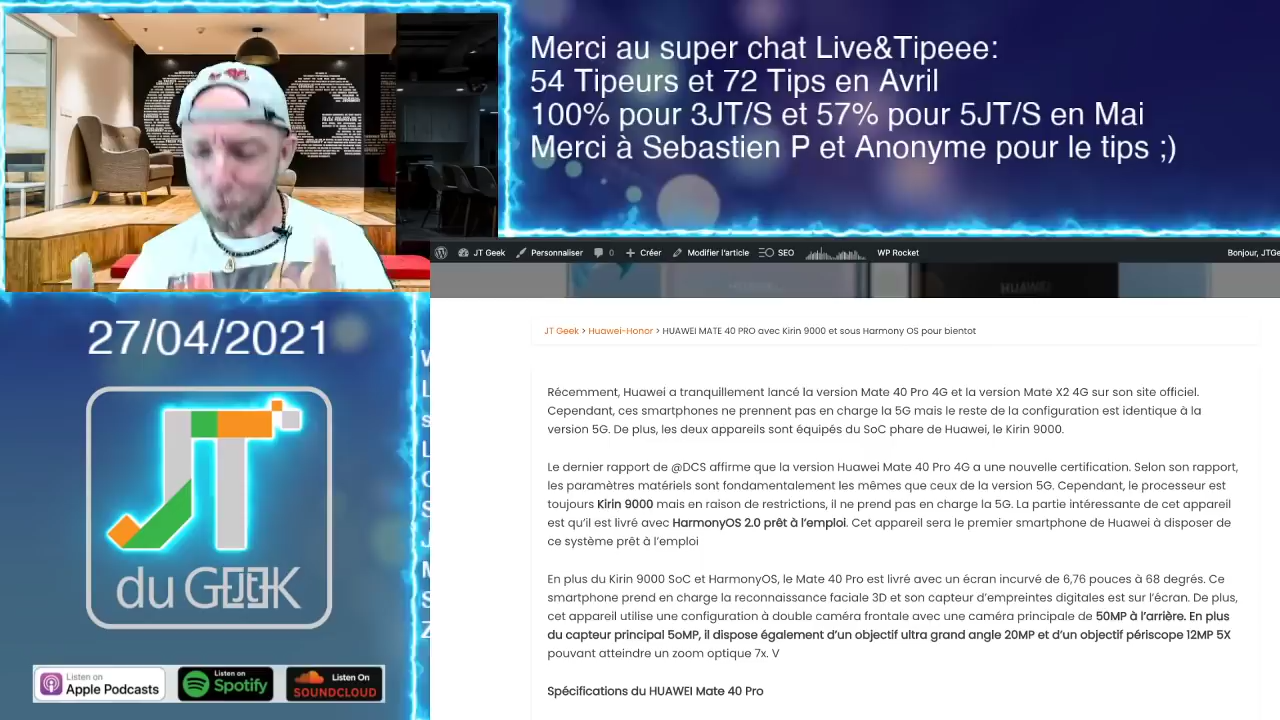 Merci au super chat Live&Tipeee:
54 Tipeurs et 72 Tips en Avril
100% pour 3JT/S et 57% pour 5JT/S en Mai
Merci à Sebastien P et Anonyme pour le tips ;)
JT Geek Personnaliser 0 Créer Modifier l'article SEO WP Rocket Bonjour, JTGe
HUAWEI
JT Geek > Huawei-Honor > HUAWEI MATE 40 PRO avec Kirin 9000 et sous Harmony OS pour bientot
Récemment, Huawei a tranquillement lancé la version Mate 40 Pro 4G et la version Mate X2 4G sur son site officiel.
Cependant, ces smartphones ne prennent pas en charge la 5G mais le reste de la configuration est identique à la
version 5G. De plus, les deux appareils sont équipés du SoC phare de Huawei, le Kirin 9000.
Le dernier rapport de @DCS affirme que la version Huawei Mate 40 Pro 4G a une nouvelle certification. Selon son rapport,
les paramètres matériels sont fondamentalement les mêmes que ceux de la version 5G. Cependant, le processeur est
toujours Kirin 9000 mais en raison de restrictions, il ne prend pas en charge la 5G. La partie intéressante de cet appareil
est qu'il est livré avec HarmonyOS 2.0 prêt à l'emploi. Cet appareil sera le premier smartphone de Huawei à disposer de
ce système prêt à l'emploi
En plus du Kirin 9000 SoC et HarmonyOS, le Mate 40 Pro est livré avec un écran incurvé de 6,76 pouces à 68 degrés. Ce
smartphone prend en charge la reconnaissance faciale 3D et son capteur d'empreintes digitales est sur l'écran. De plus,
cet appareil utilise une configuration à double caméra frontale avec une caméra principale de 50MP à l'arrière. En plus
du capteur principal 5oMP, il dispose également d'un objectif ultra grand angle 20MP et d'un objectif périscope 12MP 5X
pouvant atteindre un zoom optique 7x. V
Spécifications du HUAWEI Mate 40 Pro
27/04/2021
JT
du GEEK
Listen on
Apple Podcasts
Listen on
Spotify
Listen On
SOUNDCLOUD